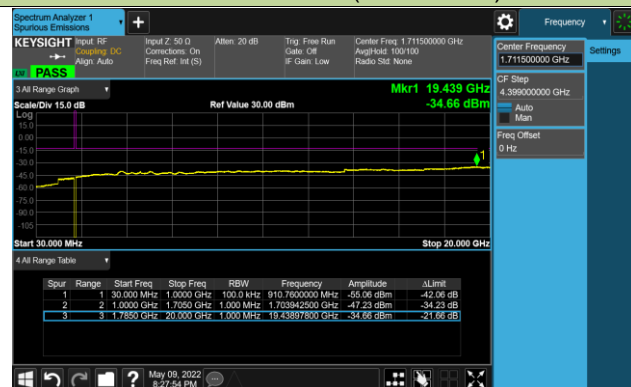 Spectrum Analyzer 1
Spurious Emissions
Frequency
KEYSIGHT Input: RF Input Z: 50 Ω Atten: 20 dB Trig: Free Run Center Freq: 1.711500000 GHz
Coupling: DC Corrections: On Gate: Off Avg|Hold: 100/100
Align: Auto Freq Ref: Int (S) IF Gain: Low Radio Std: None
PASS
Center Frequency
1.711500000 GHz
Settings
CF Step
4.399000000 GHz
Auto
Man
Freq Offset
0 Hz
3 All Range Graph
Mkr1 19.439 GHz
Scale/Div 15.0 dB Ref Value 30.00 dBm -34.66 dBm
Log
15.0
0.00
-15.0
-30.0
-45.0
-60.0
-75.0
-90.0
-105
1
Start 30.000 MHz Stop 20.000 GHz
4 All Range Table
Spur Range Start Freq Stop Freq RBW Frequency Amplitude ΔLimit
1 1 30.000 MHz 1.0000 GHz 100.0 kHz 910.7600000 MHz -55.06 dBm -42.06 dB
2 2 1.0000 GHz 1.7050 GHz 1.000 MHz 1.703942500 GHz -47.23 dBm -34.23 dB
3 3 1.7850 GHz 20.000 GHz 1.000 MHz 19.43897800 GHz -34.66 dBm -21.66 dB
May 09, 2022
8:27:54 PM